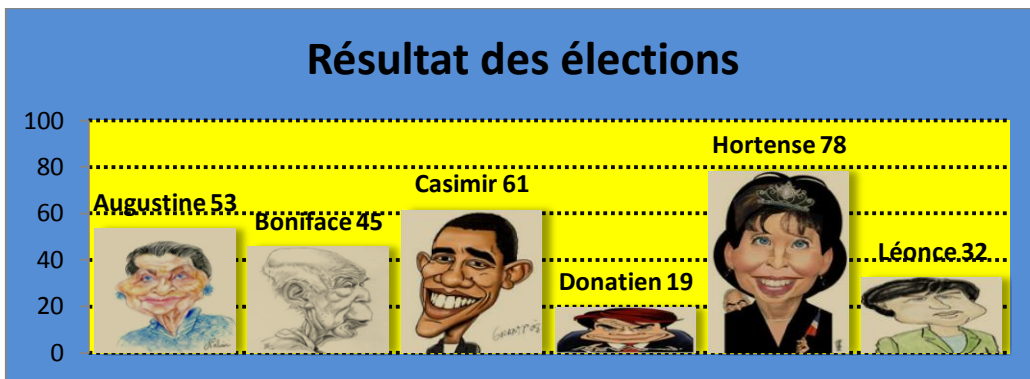 Résultat des élections
100
80
60
40
20
0
Augustine 53
Boniface 45
Casimir 61
Donatien 19
Hortense 78
Léonce 32